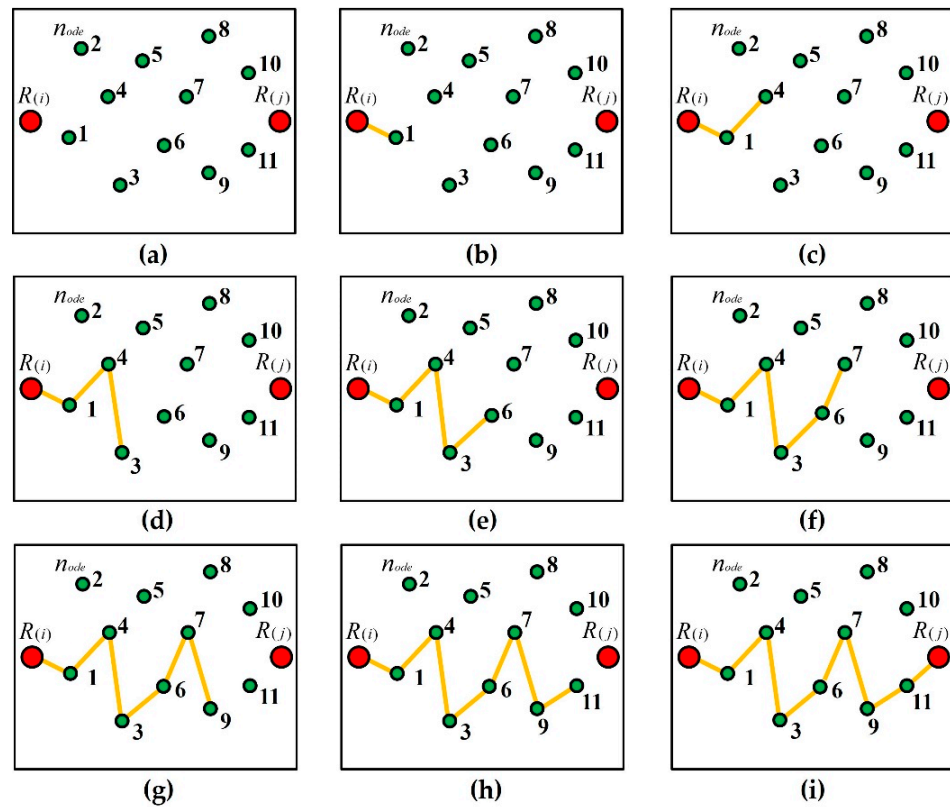 n_ode 2 5 8
4 7 10
R(i) R(j)
1 6 11
3 9
(a)
n_ode 2 5 8
4 7 10
R(i) R(j)
1 6 11
3 9
(b)
n_ode 2 5 8
4 7 10
R(i) R(j)
1 6 11
3 9
(c)
n_ode 2 5 8
4 7 10
R(i) R(j)
1 6 11
3 9
(d)
n_ode 2 5 8
4 7 10
R(i) R(j)
1 6 11
3 9
(e)
n_ode 2 5 8
4 7 10
R(i) R(j)
1 6 11
3 9
(f)
n_ode 2 5 8
4 7 10
R(i) R(j)
1 6 11
3 9
(g)
n_ode 2 5 8
4 7 10
R(i) R(j)
1 6 11
3 9
(h)
n_ode 2 5 8
4 7 10
R(i) R(j)
1 6 11
3 9
(i)